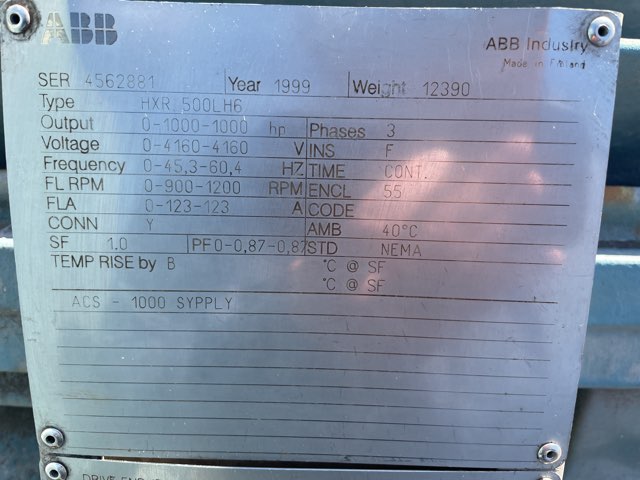 ABB
ABB Industry
Made in Finland
SER 4562881 Year 1999 Weight 12390
Type HXR 500LH6
Output 0-1000-1000 hp Phases 3
Voltage 0-4160-4160 V INS F
Frequency 0-45,3-60,4 HZ TIME CONT.
FL RPM 0-900-1200 RPM ENCL 55
FLA 0-123-123 A CODE
CONN Y AMB 40°C
SF 1.0 PF 0-0,87-0,87 STD NEMA
TEMP RISE by B °C @ SF
°C @ SF
ACS - 1000 SYPPLY